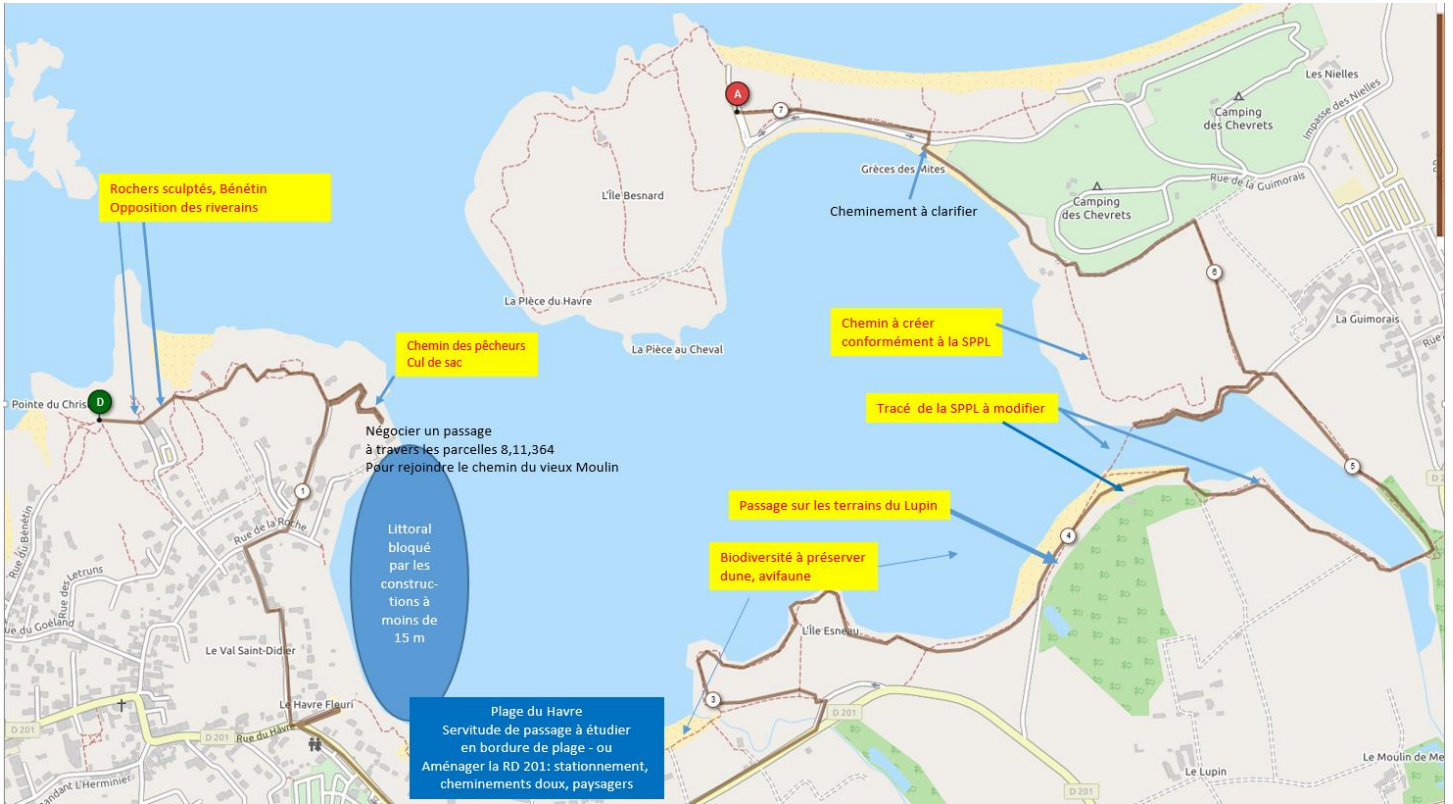 Les Nielles
Impasse des Nielles
A
7
Camping
des Chevrets
Grèces des Mites
Rue de la Guimorais
Rochers sculptés, Bénétin
Opposition des riverains
L'Île Besnard
Camping
des Chevrets
Cheminement à clarifier
6
La Pièce du Havre
Chemin à créer
conformément à la SPPL
La Guimorais
Chemin des pêcheurs
Cul de sac
La Pièce au Cheval
Pointe du Chris
D
Tracé de la SPPL à modifier
Négocier un passage
à travers les parcelles 8,11,364
Pour rejoindre le chemin du vieux Moulin
5
1
Passage sur les terrains du Lupin
Rue de la Roche
Littoral
bloqué
par les
construc-
tions à
moins de
15 m
4
Rue du Bénétin
Biodiversité à préserver
dune, avifaune
Rue des Letruns
ue du Goéland
L'Île Esneau
Le Val Saint-Didier
3
Le Havre Fleuri
Plage du Havre
Servitude de passage à étudier
en bordure de plage - ou
Aménager la RD 201: stationnement,
cheminements doux, paysagers
D 201
D 201
Rue du Havre
D 201
D 201
Le Moulin de Me
Le Lupin
mandant L'Herminier